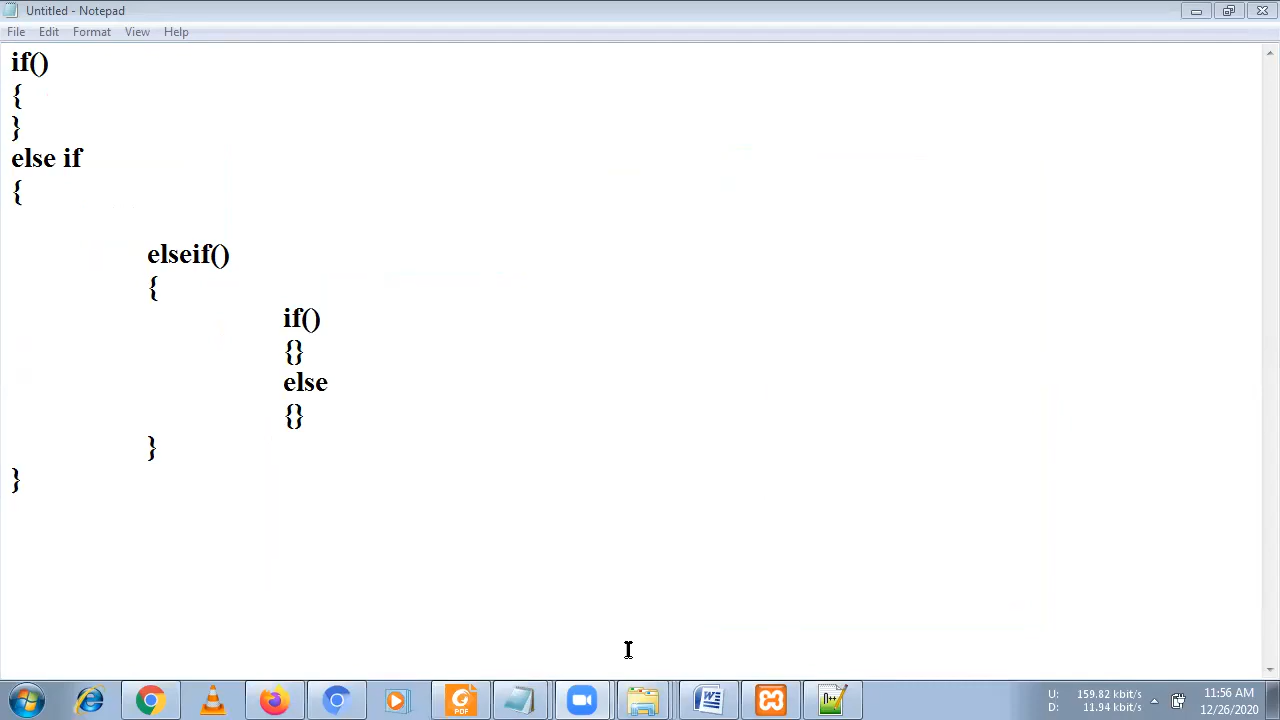 Untitled - Notepad
File Edit Format View Help
if()
{
}
else if
{
elseif()
{
if()
{}
else
{}
}
}
PDF
U: 159.82 kbit/s
D: 11.94 kbit/s
11:56 AM
12/26/2020